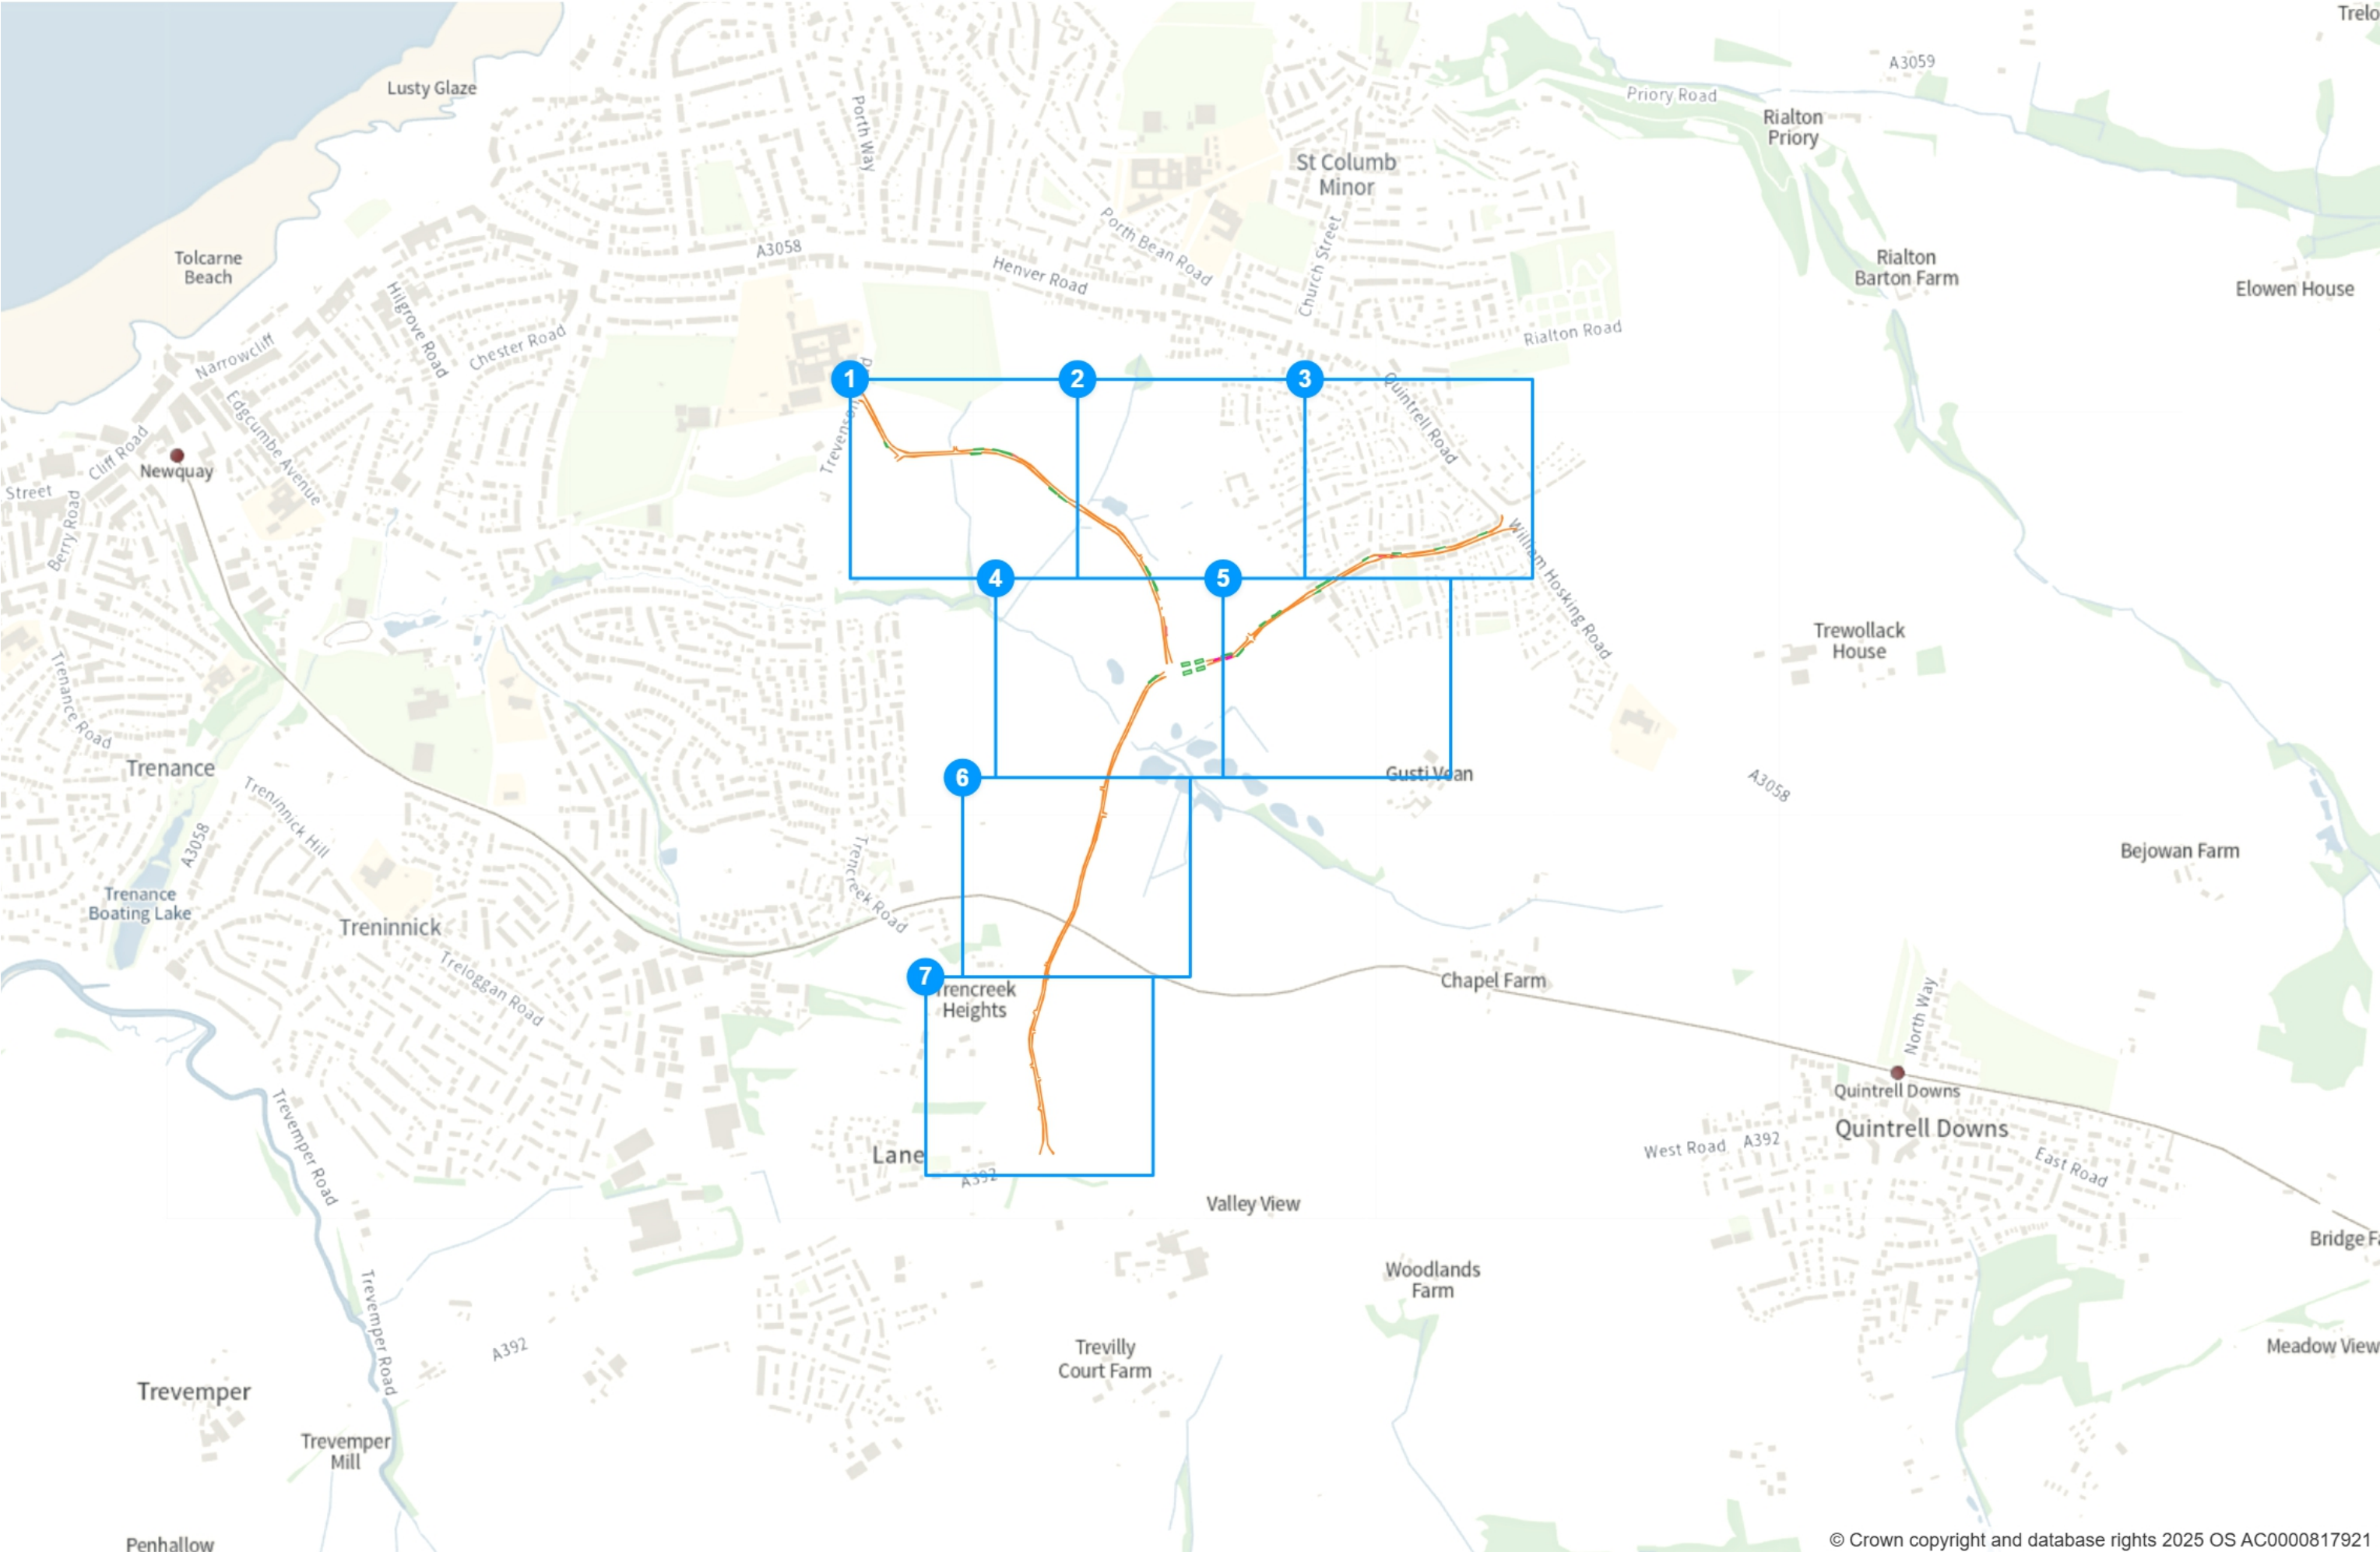 Trelo
A3059
Lusty Glaze
Priory Road
Rialton
Priory
Porth Way
St Columb
Minor
Porth Bean Road
Church Street
A3058
Henver Road
Tolcarne
Beach
Rialton
Barton Farm
Elowen House
Hilgrove Road
Chester Road
Narrowcliff
Rialton Road
1
2
3
Quintrell Road
Edgcumbe Avenue
Cliff Road
Newquay
Street
Berry Road
William Hosking Road
4
5
Trewollack
House
Trenance Road
Trenance
6
Gusti Vean
A3058
Treninnick Hill
A3058
Trencreek Road
Bejowan Farm
Trenance
Boating Lake
Treninnick
Treloggan Road
7
Trencreek
Heights
Chapel Farm
North Way
Quintrell Downs
Quintrell Downs
West Road
A392
East Road
Trevemper Road
Lane
A392
Valley View
Bridge Fa
Woodlands
Farm
Trevemper Road
A392
Trevilly
Court Farm
Meadow View
Trevemper
Trevemper
Mill
Penhallow
© Crown copyright and database rights 2025 OS AC0000817921